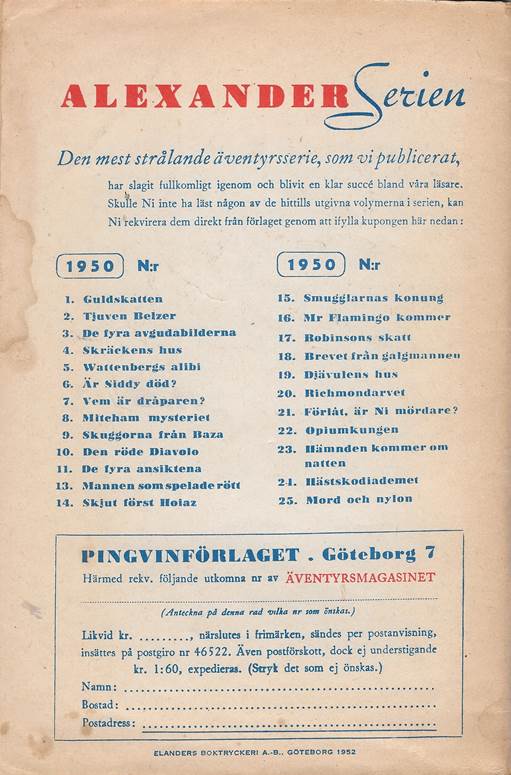 ALEXANDER Serien
Den mest strålande äventyrsserie, som vi publicerat,
har slagit fullkomligt igenom och blivit en klar succé bland våra läsare.
Skulle Ni inte ha läst någon av de hittills utgivna volymerna i serien, kan
Ni rekvirera dem direkt från förlaget genom att ifylla kupongen här nedan:
1950 N:r
1. Guldskatten
2. Tjuven Belzer
3. De fyra avgudabilderna
4. Skräckens hus
5. Wattenbergs alibi
6. Är Siddy död?
7. Vem är dråparen?
8. Mitcham mysteriet
9. Skuggorna från Baza
10. Den röde Diavolo
11. De fyra ansiktena
13. Mannen som spelade rött
14. Skjut först Hoiaz
1950 N:r
15. Smugglarnas konung
16. Mr Flamingo kommer
17. Robinsons skatt
18. Brevet från galgmannen
19. Djävulens hus
20. Richmondarvet
21. Förlåt, är Ni mördare?
22. Opiumkungen
23. Hämnden kommer om
natten
24. Hästskodiademet
25. Mord och nylon
PINGVINFÖRLAGET . Göteborg 7
Härmed rekv. följande utkomna nr av ÄVENTYRSMAGASINET
(Anteckna på denna rad vilka nr som önskas.)
Likvid kr. ........., närslutes i frimärken, sändes per postanvisning,
insättes på postgiro nr 46522. Även postförskott, dock ej understigande
kr. 1:60, expedieras. (Stryk det som ej önskas.)
Namn:
Bostad:
Postadress:
ELANDERS BOKTRYCKERI A.-B., GÖTEBORG 1952